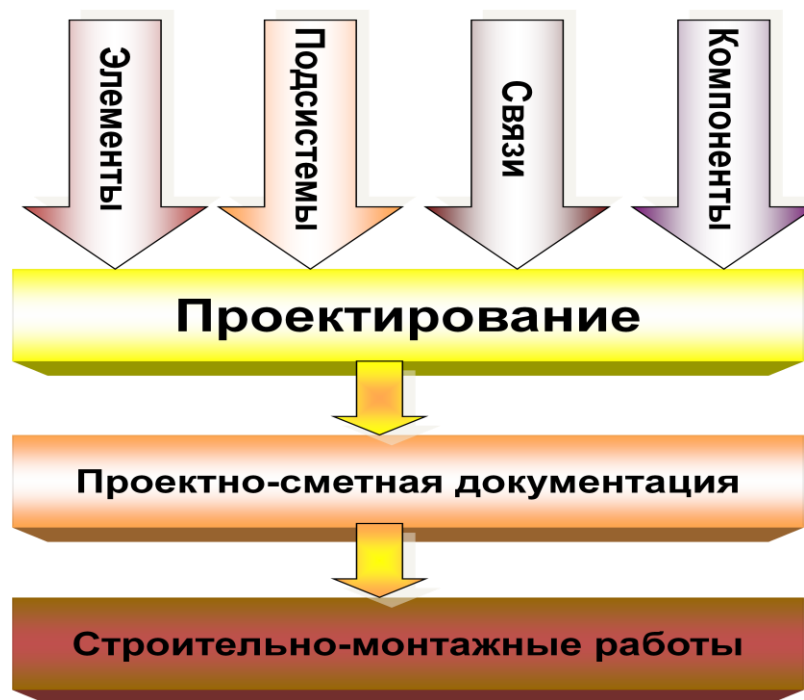 Элементы
Подсистемы
Связи
Компоненты
Проектирование
Проектно-сметная документация
Строительно-монтажные работы